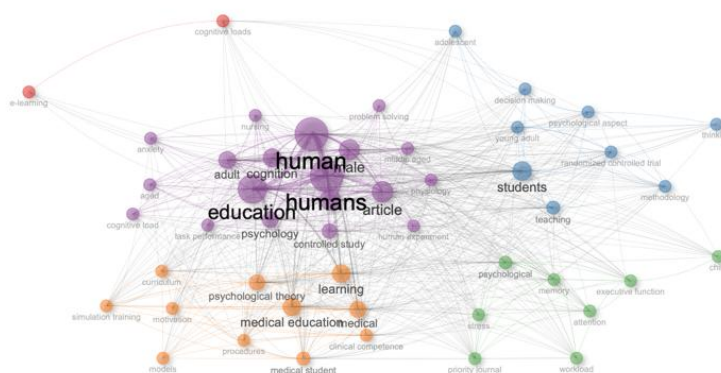 cognitive loads
adolescent
e-learning
decision making
problem solving
psychological aspect
nursing
young adult
anxiety
middle aged
randomized controlled trial
human
male
adult
cognition
physiology
students
methodology
aged
humans
education
article
cognitive load
teaching
task performance
psychology
human experiment
controlled study
curriculum
learning
psychological
psychological theory
memory
executive function
simulation training
motivation
medical education
medical
stress
attention
procedures
clinical competence
models
medical student
priority journal
workload